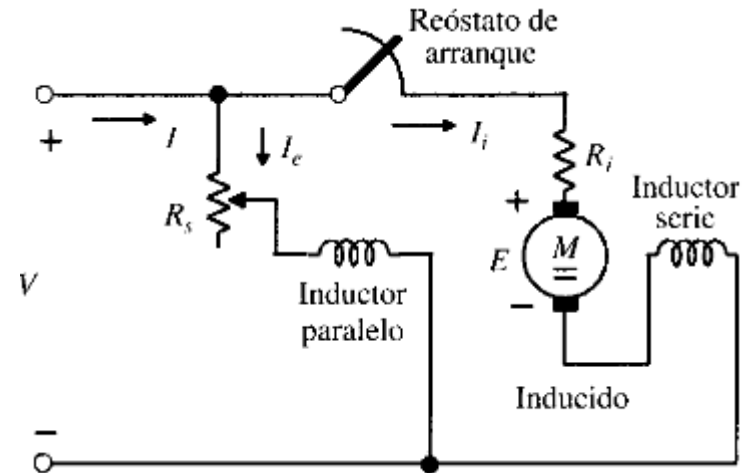 Reóstato de
arranque
+
I
I_e
I_i
R_i
R_s
+
Inductor
serie
E
M
V
Inductor
paralelo
−
Inducido
−